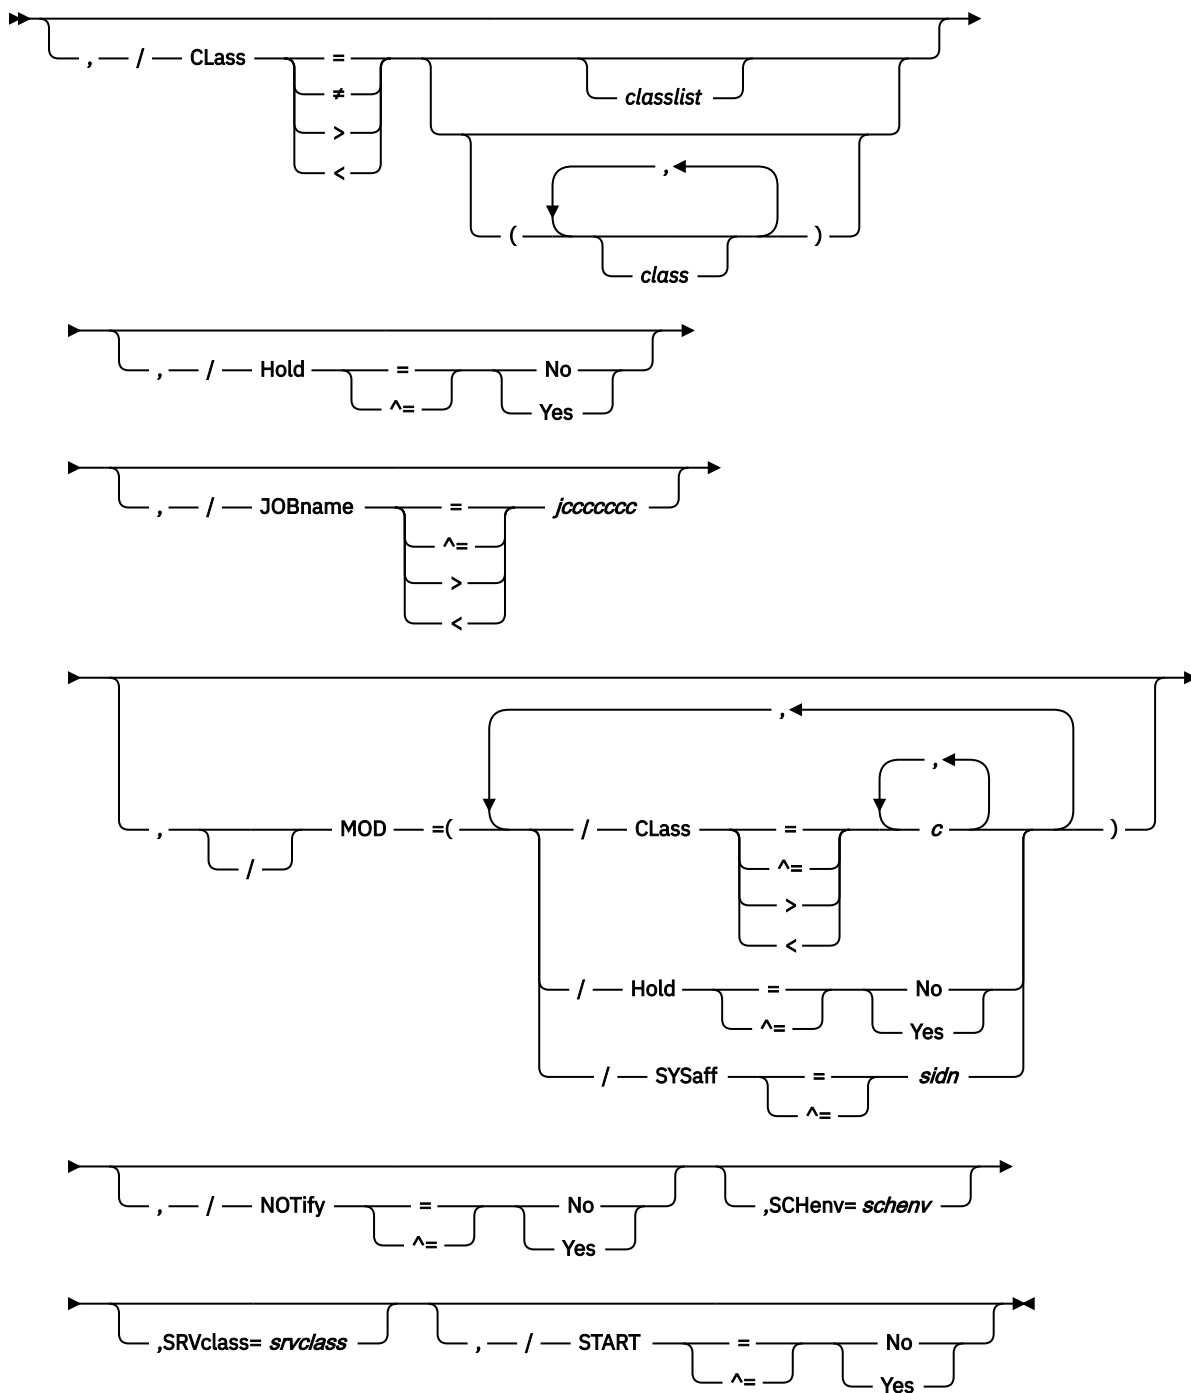 , / CLass =
≠
>
<
classlist
,
( )
class
, / Hold = No
^= Yes
, / JOBname = jccccccc
^=
>
<
,
,
, MOD =( / CLass = c )
/
^=
>
<
/ Hold = No
^= Yes
/ SYSaff = sidn
^=
, / NOTify = No ,SCHenv= schenv
^= Yes
,SRVclass= srvclass , / START = No
^= Yes